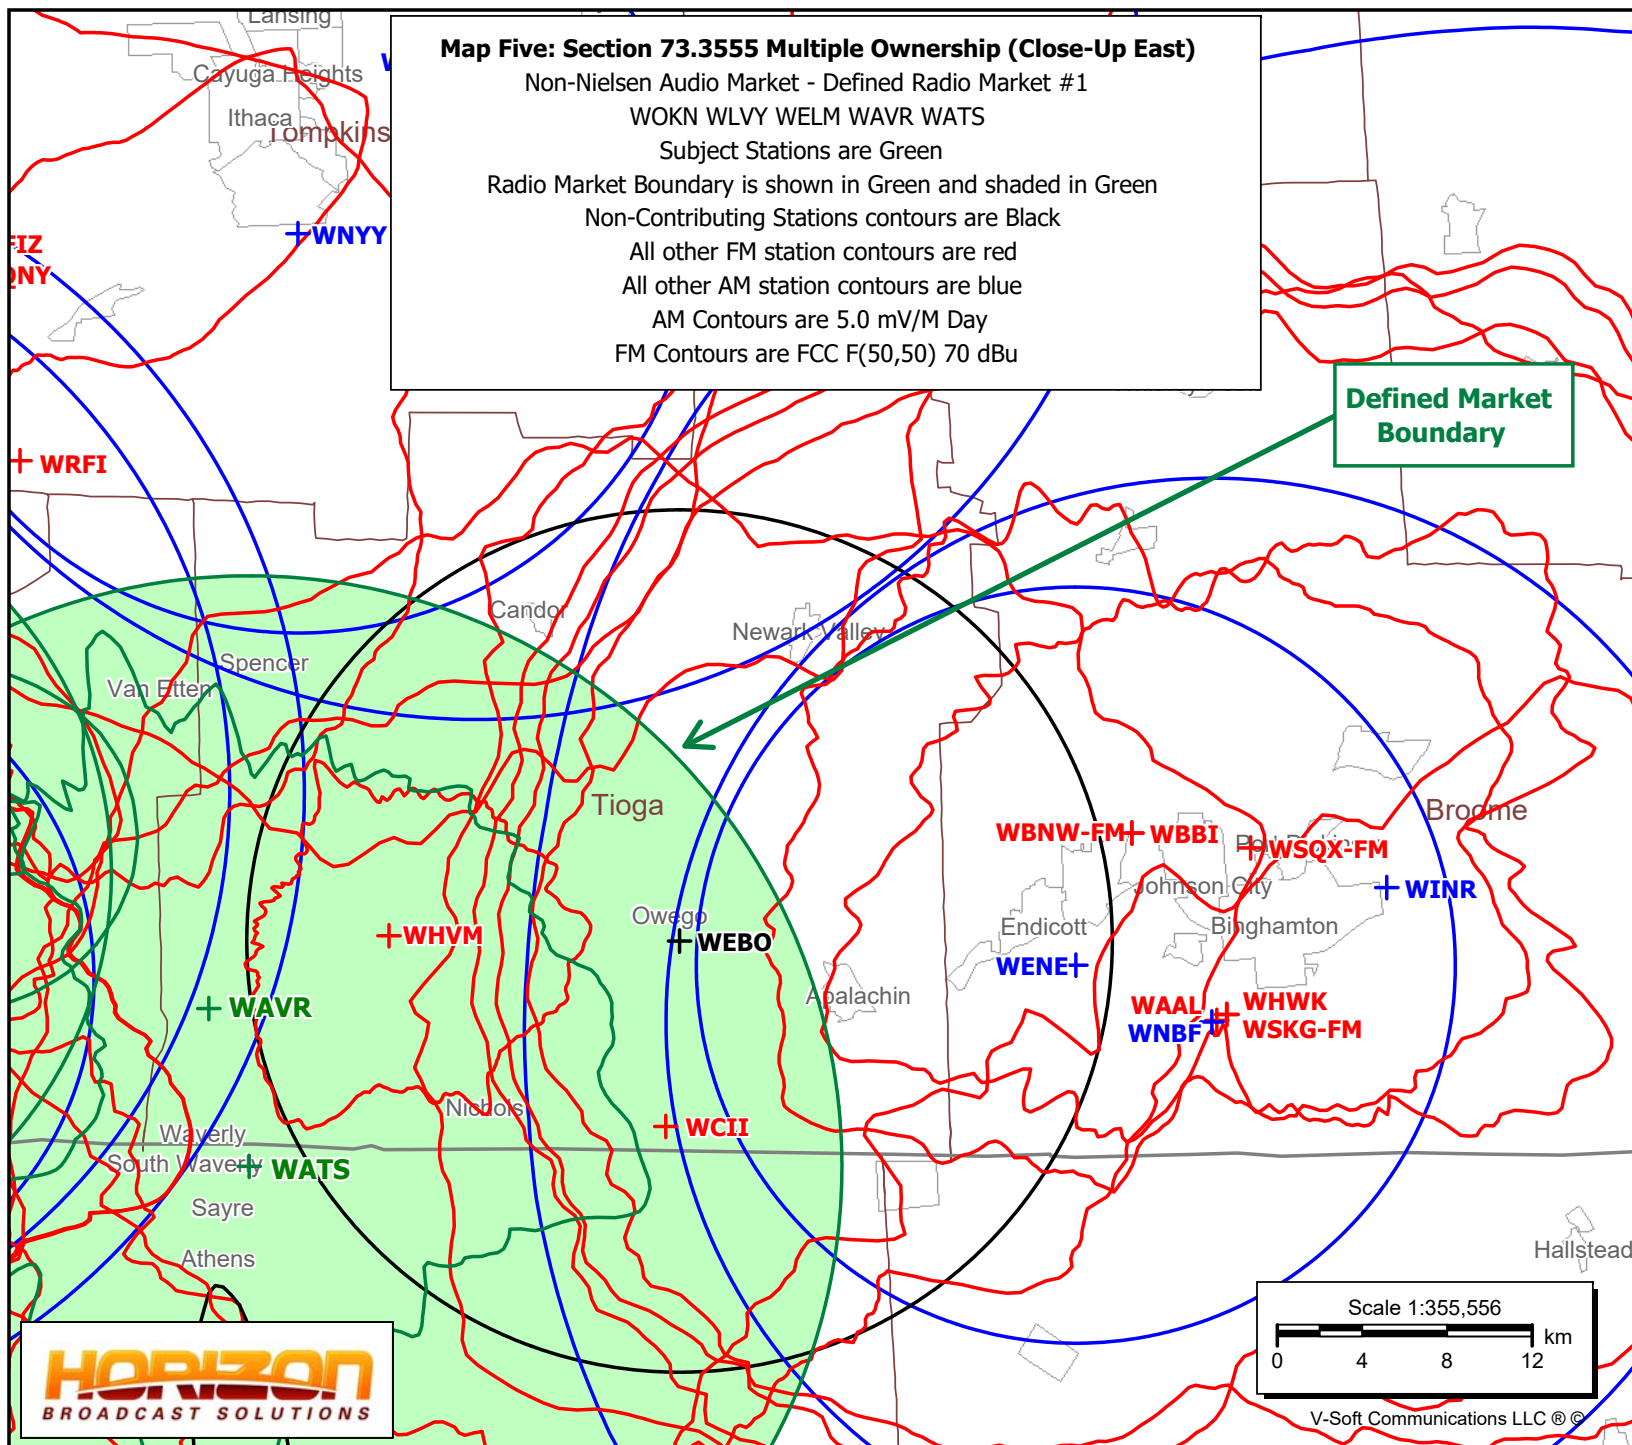 Lansing
Cayuga Heights
Ithaca
Tompkins
Map Five: Section 73.3555 Multiple Ownership (Close-Up East)
Non-Nielsen Audio Market - Defined Radio Market #1
WOKN WLVY WELM WAVR WATS
Subject Stations are Green
Radio Market Boundary is shown in Green and shaded in Green
Non-Contributing Stations contours are Black
All other FM station contours are red
All other AM station contours are blue
AM Contours are 5.0 mV/M Day
FM Contours are FCC F(50,50) 70 dBu
WNYY
FIZ
QNY
Defined Market
Boundary
WRFI
Candor
Newark Valley
Spencer
Van Etten
Tioga
Broome
WBNW-FM
WBBI
WSQX-FM
Johnson City
WINR
Owego
Endicott
Binghamton
WHVM
WEBO
WENE
Apalachin
WAVR
WAAL
WHWK
WNBF
WSKG-FM
Nichols
WCII
Waverly
South Waverly
WATS
Sayre
Athens
Hallstead
Scale 1:355,556
km
0 4 8 12
HORIZON
BROADCAST SOLUTIONS
V-Soft Communications LLC ® ©